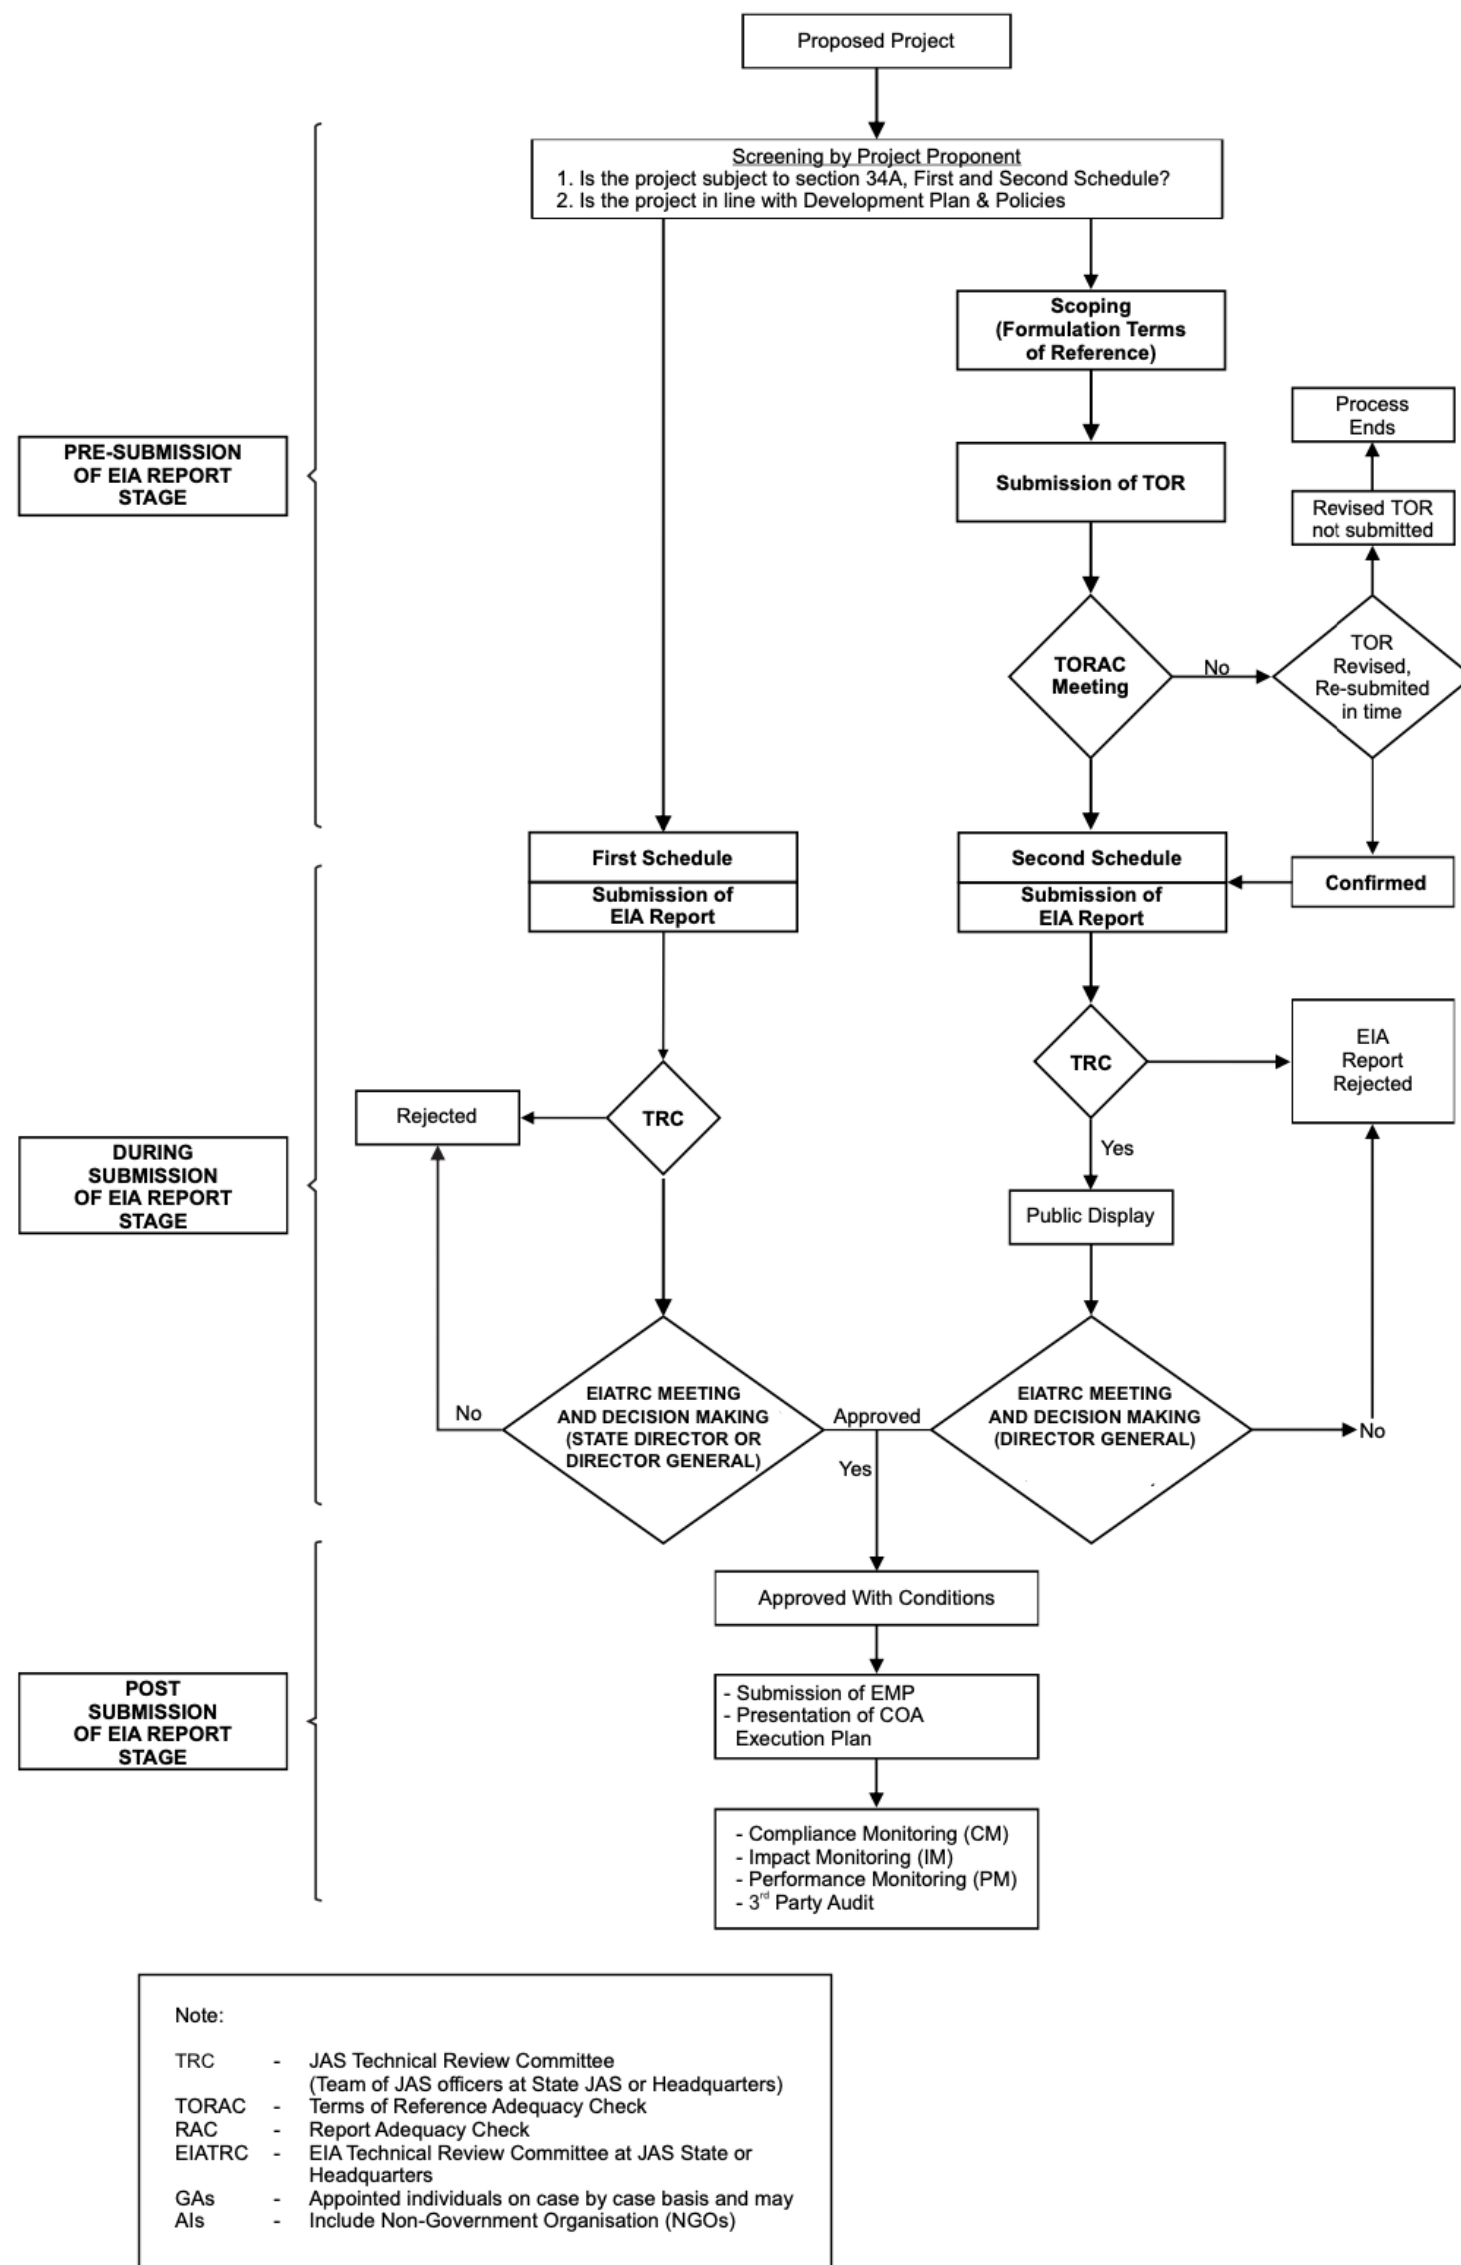 Proposed Project
Screening by Project Proponent
1. Is the project subject to section 34A, First and Second Schedule?
2. Is the project in line with Development Plan & Policies
Scoping
(Formulation Terms
of Reference)
Process
Ends
PRE-SUBMISSION
OF EIA REPORT
STAGE
Submission of TOR
Revised TOR
not submitted
TORAC
Meeting
No
TOR
Revised,
Re-submited
in time
First Schedule
Submission of
EIA Report
Second Schedule
Submission of
EIA Report
Confirmed
DURING
SUBMISSION
OF EIA REPORT
STAGE
Rejected
TRC
TRC
EIA
Report
Rejected
Yes
Public Display
No
EIATRC MEETING
AND DECISION MAKING
(STATE DIRECTOR OR
DIRECTOR GENERAL)
Approved
Yes
EIATRC MEETING
AND DECISION MAKING
(DIRECTOR GENERAL)
No
Approved With Conditions
POST
SUBMISSION
OF EIA REPORT
STAGE
- Submission of EMP
- Presentation of COA
Execution Plan
- Compliance Monitoring (CM)
- Impact Monitoring (IM)
- Performance Monitoring (PM)
- 3rd Party Audit
Note:
TRC - JAS Technical Review Committee
(Team of JAS officers at State JAS or Headquarters)
TORAC - Terms of Reference Adequacy Check
RAC - Report Adequacy Check
EIATRC - EIA Technical Review Committee at JAS State or
Headquarters
GAs - Appointed individuals on case by case basis and may
AIs - Include Non-Government Organisation (NGOs)